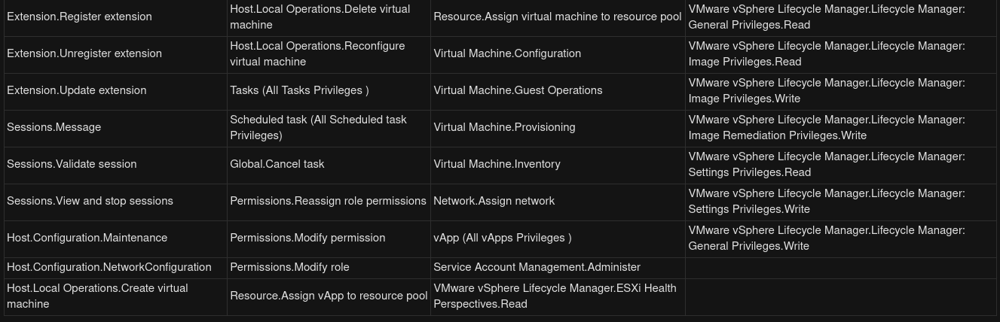 Extension.Register extension
Host.Local Operations.Delete virtual
machine
Resource.Assign virtual machine to resource pool
VMware vSphere Lifecycle Manager.Lifecycle Manager:
General Privileges.Read
Extension.Unregister extension
Host.Local Operations.Reconfigure
virtual machine
Virtual Machine.Configuration
VMware vSphere Lifecycle Manager.Lifecycle Manager:
Image Privileges.Read
Extension.Update extension
Tasks (All Tasks Privileges )
Virtual Machine.Guest Operations
VMware vSphere Lifecycle Manager.Lifecycle Manager:
Image Privileges.Write
Sessions.Message
Scheduled task (All Scheduled task
Privileges)
Virtual Machine.Provisioning
VMware vSphere Lifecycle Manager.Lifecycle Manager:
Image Remediation Privileges.Write
Sessions.Validate session
Global.Cancel task
Virtual Machine.Inventory
VMware vSphere Lifecycle Manager.Lifecycle Manager:
Settings Privileges.Read
Sessions.View and stop sessions
Permissions.Reassign role permissions
Network.Assign network
VMware vSphere Lifecycle Manager.Lifecycle Manager:
Settings Privileges.Write
Host.Configuration.Maintenance
Permissions.Modify permission
vApp (All vApps Privileges )
VMware vSphere Lifecycle Manager.Lifecycle Manager:
General Privileges.Write
Host.Configuration.NetworkConfiguration
Permissions.Modify role
Service Account Management.Administer
Host.Local Operations.Create virtual
machine
Resource.Assign vApp to resource pool
VMware vSphere Lifecycle Manager.ESXi Health
Perspectives.Read